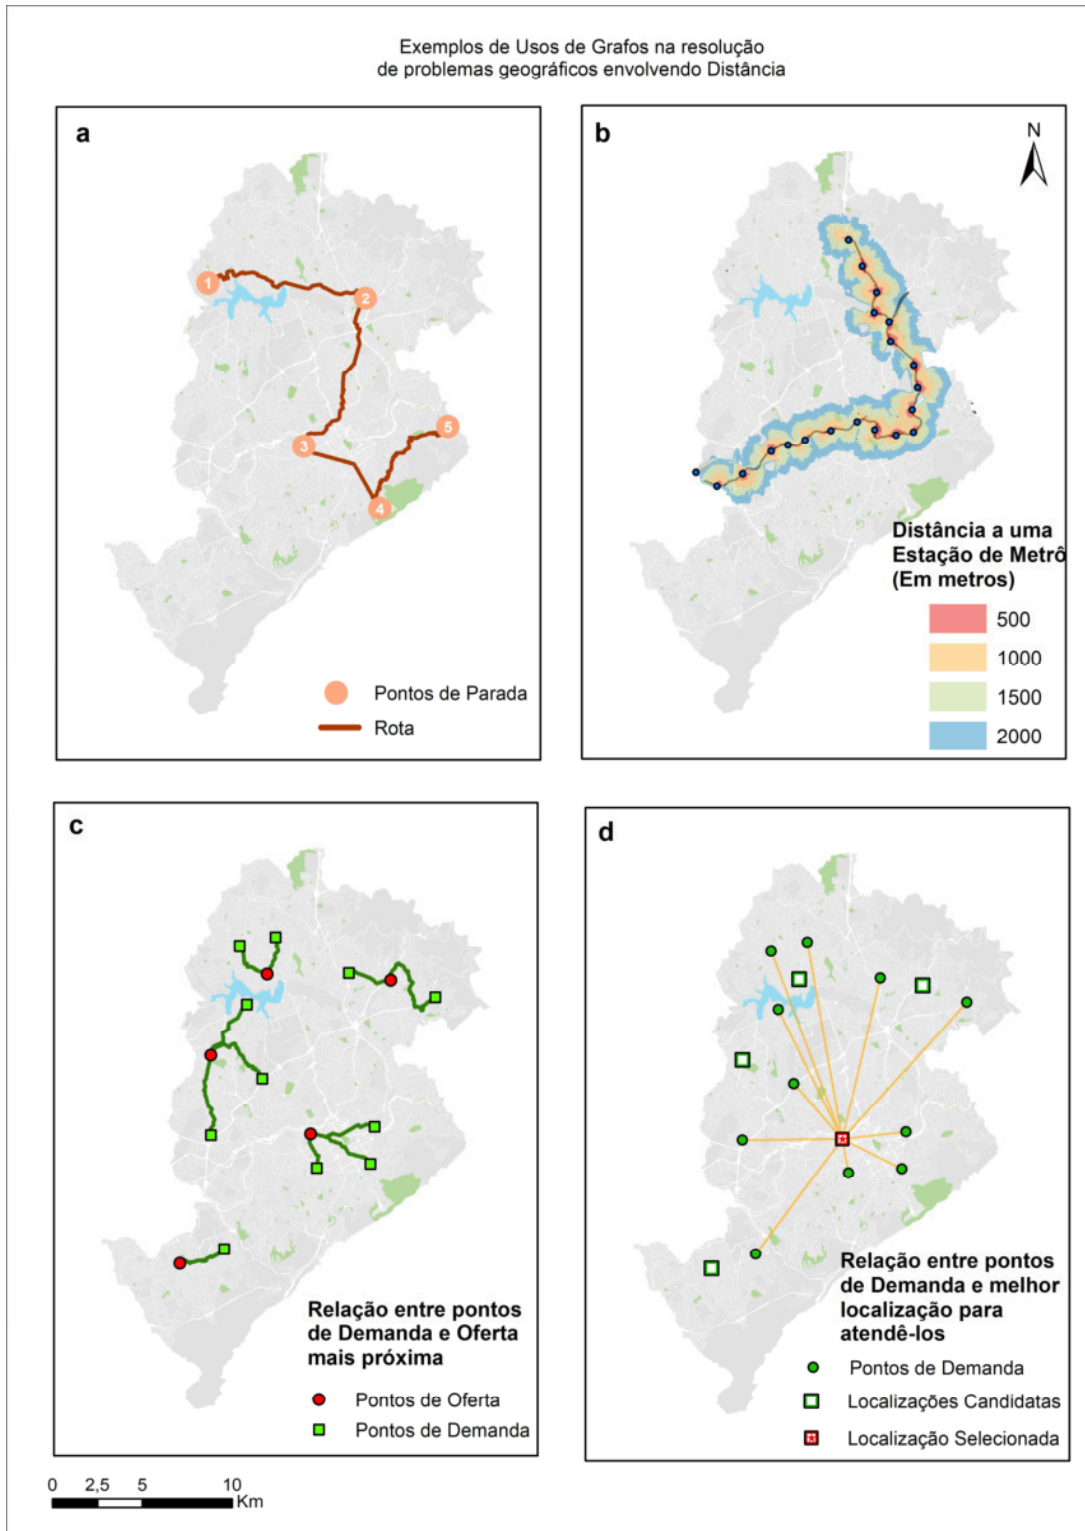 Exemplos de Usos de Grafos na resolução
de problemas geográficos envolvendo Distância
a
1
2
3
4
5
Pontos de Parada
Rota
b
N
Distância a uma
Estação de Metrô
(Em metros)
500
1000
1500
2000
c
Relação entre pontos
de Demanda e Oferta
mais próxima
Pontos de Oferta
Pontos de Demanda
d
Relação entre pontos
de Demanda e melhor
localização para
atendê-los
Pontos de Demanda
Localizações Candidatas
Localização Selecionada
0 2,5 5 10
Km